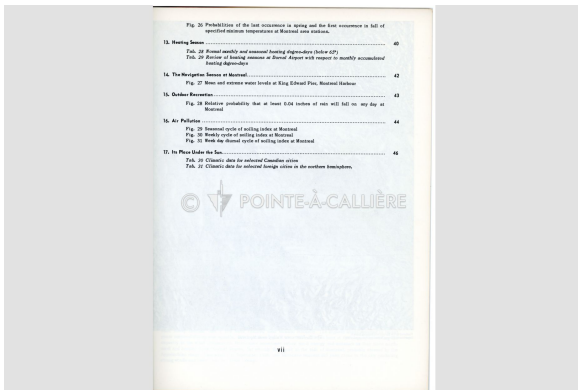 Fig. 26 Probabilities of the last occurrence in spring and the first occurrence in fall of
specified minimum temperatures at Montreal area stations.
13. Heating Season 40
Tab. 28 Normal monthly and seasonal heating degree-days (below 65°)
Tab. 29 Review of heating seasons at Dorval Airport with respect to monthly accumulated
heating degree-days
14. The Navigation Season at Montreal 42
Fig. 27 Mean and extreme water levels at King Edward Pier, Montreal Harbour
15. Outdoor Recreation 43
Fig. 28 Relative probability that at least 0.04 inches of rain will fall on any day at
Montreal
16. Air Pollution 44
Fig. 29 Seasonal cycle of soiling index at Montreal
Fig. 30 Weekly cycle of soiling index at Montreal
Fig. 31 Week day diurnal cycle of soiling index at Montreal
17. Its Place Under the Sun 46
Tab. 30 Climatic data for selected Canadian cities
Tab. 31 Climatic data for selected foreign cities in the northern hemisphere.
© POINTE-À-CALLIÈRE
vii